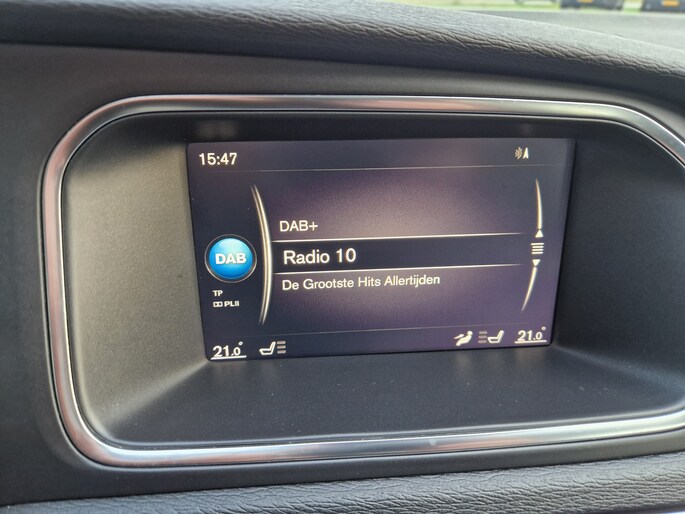 15:47
A
DAB+
DAB
Radio 10
De Grootste Hits Allertijden
TP
PLII
21.0°
21.0°